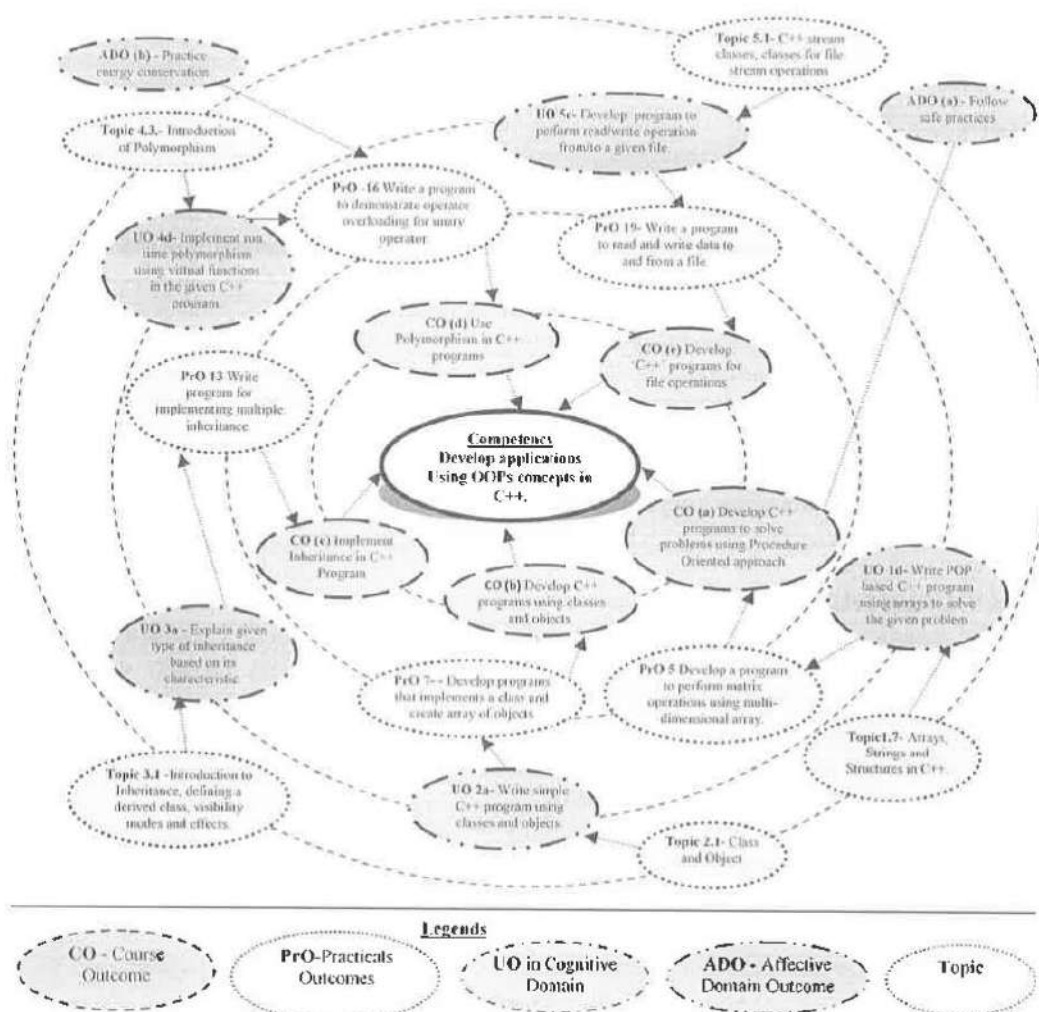 ADO (b) - Practice
energy conservation
Topic 5.1- C++ stream
classes, classes for file
stream operations
ADO (a) - Follow
safe practices
Topic 4.3.- Introduction
of Polymorphism
UO 5c- Develop program to
perform read/write operation
from/to a given file.
PrO -16 Write a program
to demonstrate operator
overloading for unary
operator
PrO 19- Write a program
to read and write data to
and from a file.
UO 4d- Implement run
time polymorphism
using virtual functions
in the given C++
program.
CO (d) Use
Polymorphism in C++
programs
CO (e) Develop
'C++' programs for
file operations
PrO 13 Write
program for
implementing multiple
inheritance
Competency
Develop applications
Using OOPs concepts in
C++.
CO (c) Implement
Inheritance in C++
Program
CO (a) Develop C++
programs to solve
problems using Procedure
Oriented approach
CO (b) Develop C++
programs using classes
and objects
UO 1d- Write POP
based C++ program
using arrays to solve
the given problem
UO 3a - Explain given
type of inheritance
based on its
characteristic
PrO 7-- Develop programs
that implements a class and
create array of objects
PrO 5 Develop a program
to perform matrix
operations using multi-
dimensional array.
Topic1.7- Arrays,
Strings and
Structures in C++.
Topic 3.1 -Introduction to
Inheritance, defining a
derived class, visibility
modes and effects.
UO 2a- Write simple
C++ program using
classes and objects.
Topic 2.1- Class
and Object
Legends
CO - Course
Outcome
PrO-Practicals
Outcomes
UO in Cognitive
Domain
ADO - Affective
Domain Outcome
Topic